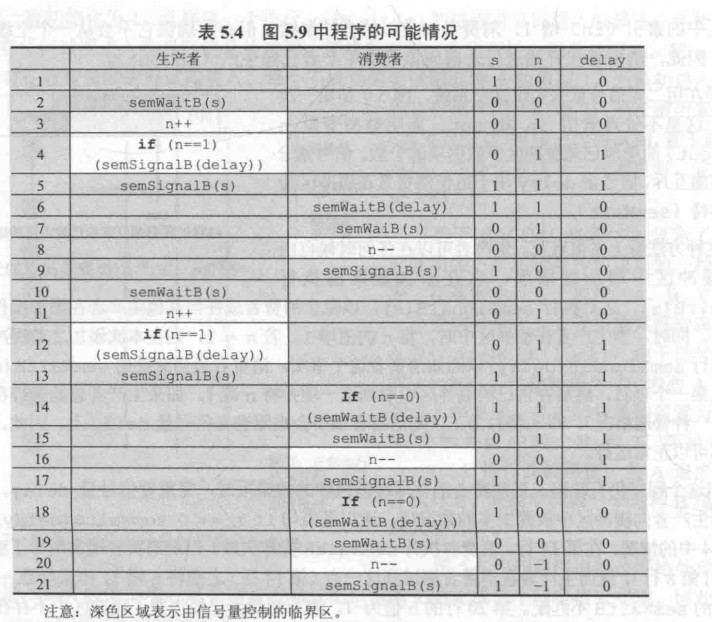 表 5.4 图 5.9 中程序的可能情况
生产者 消费者 s n delay
1 1 0 0
2 semWaitB(s) 0 0 0
3 n++ 0 1 0
4 if (n==1) 0 1 0
(semSignalB(delay))
5 semSignalB(s) 1 1 1
6 semWaitB(delay) 1 1 0
7 semWaiB(s) 0 1 0
8 n-- 0 0 0
9 semSignalB(s) 1 0 0
10 semWaitB(s) 0 0 0
11 n++ 0 1 0
12 if(n==1) 0 1 1
(semSignalB(delay))
13 semSignalB(s) 1 1 1
14 If (n==0) 1 1 1
(semWaitB(delay))
15 semWaitB(s) 0 1 1
16 n-- 0 0 1
17 semSignalB(s) 1 0 1
18 If (n==0) 1 0 0
(semWaitB(delay))
19 semWaitB(s) 0 0 0
20 n-- 0 -1 0
21 semSignalB(s) 1 -1 0
注意：深色区域表示由信号量控制的临界区。